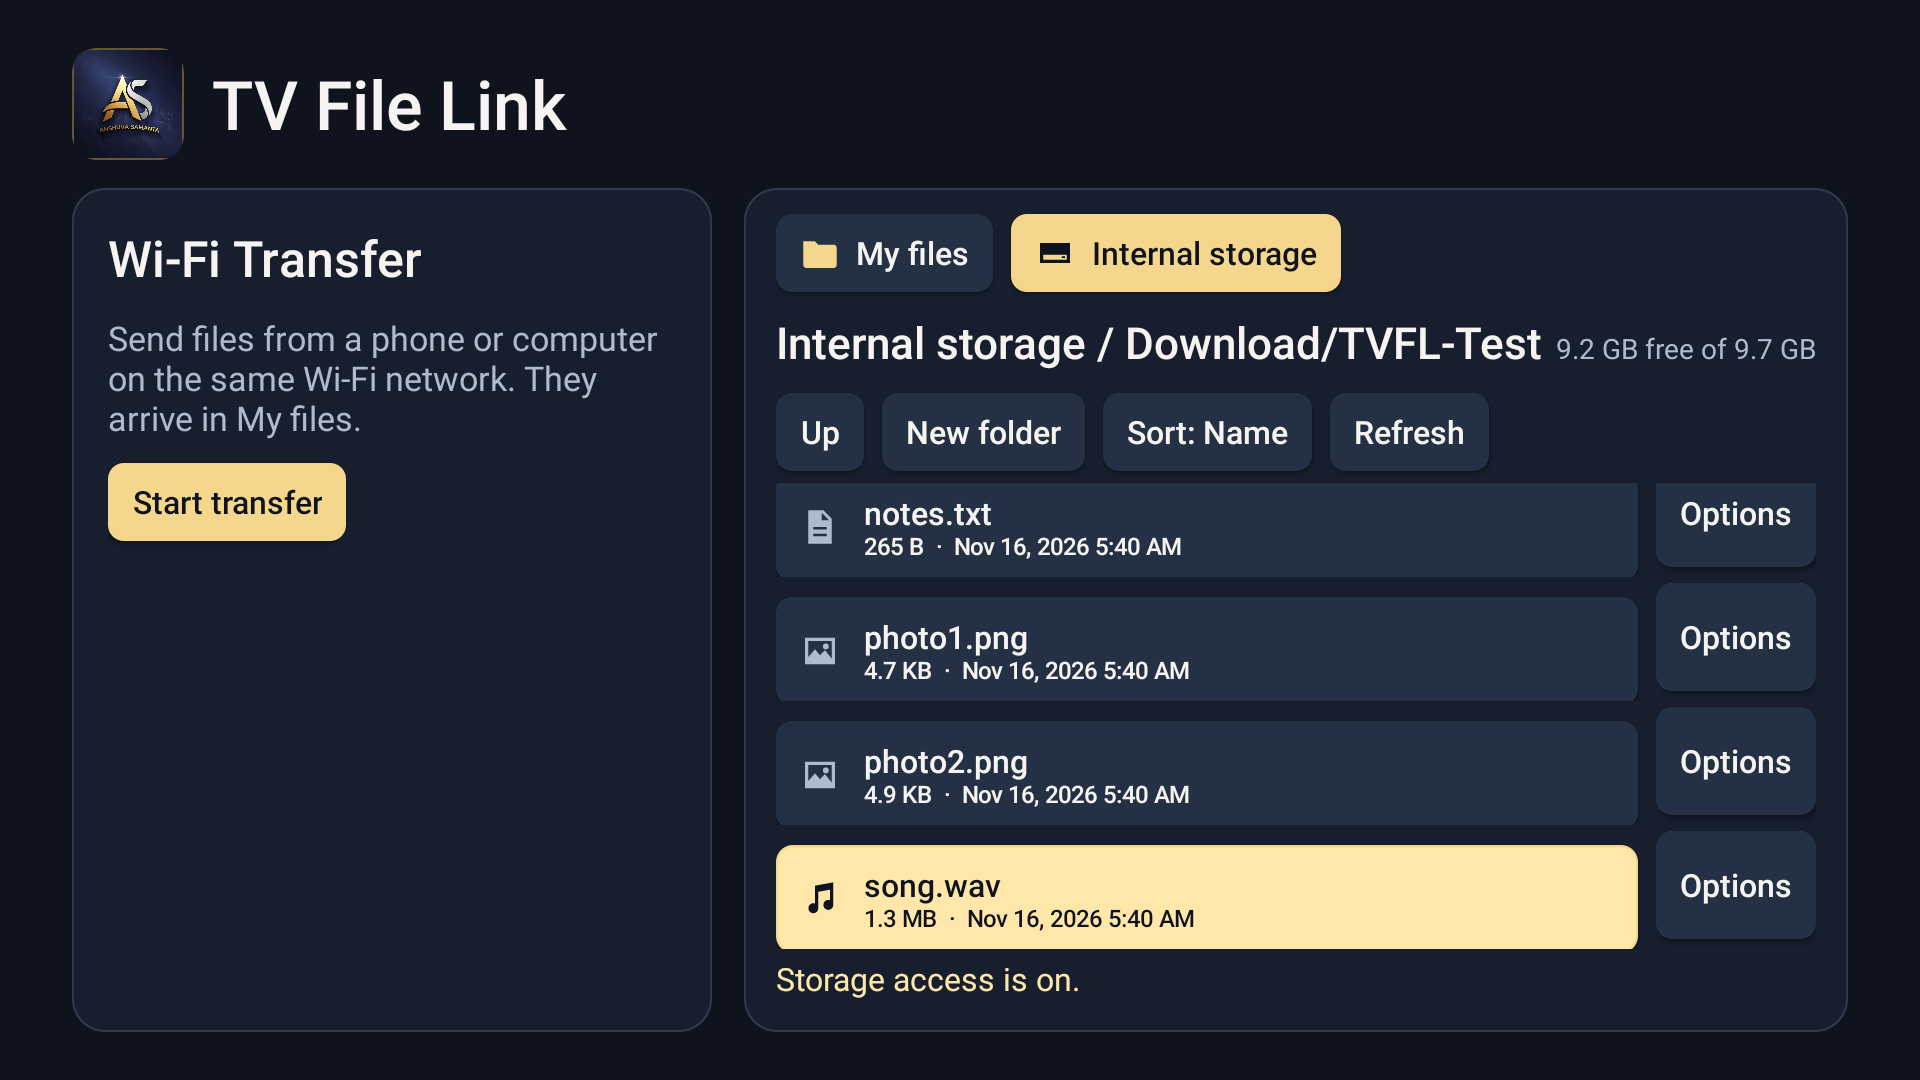 ANSHUVA SAMANTA
TV File Link
Wi-Fi Transfer
Send files from a phone or computer
on the same Wi-Fi network. They
arrive in My files.
Start transfer
My files
Internal storage
Internal storage / Download/TVFL-Test 9.2 GB free of 9.7 GB
Up
New folder
Sort: Name
Refresh
notes.txt
265 B · Nov 16, 2026 5:40 AM
Options
photo1.png
4.7 KB · Nov 16, 2026 5:40 AM
Options
photo2.png
4.9 KB · Nov 16, 2026 5:40 AM
Options
song.wav
1.3 MB · Nov 16, 2026 5:40 AM
Options
Storage access is on.